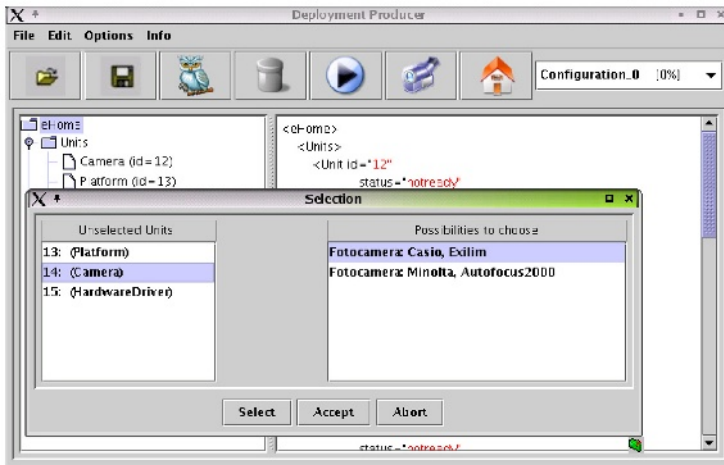 Deployment Producer
File Edit Options Info
Configuration_0 [0%]
eHome
Units
Camera (id=12)
Platform (id=13)
<eHome>
<Units>
<Unit id="12"
status="notready"
Selection
Unselected Units
13: (Platform)
14: (Camera)
15: (HardwareDriver)
Possibilities to choose
Fotocamera: Casio, Exilim
Fotocamera: Minolta, Autofocus2000
Select Accept Abort
status="notready"